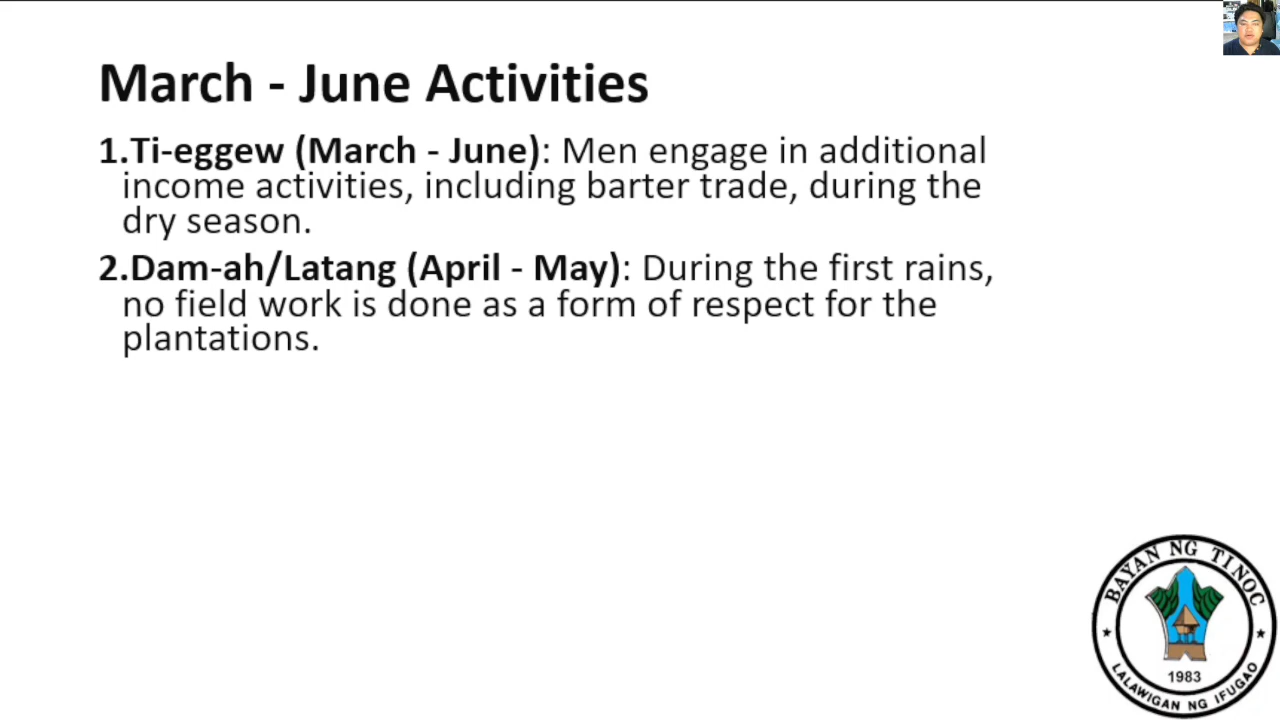 March - June Activities
1.Ti-eggew (March - June): Men engage in additional
income activities, including barter trade, during the
dry season.
2.Dam-ah/Latang (April - May): During the first rains,
no field work is done as a form of respect for the
plantations.
BAYAN NG TINOC
1983
LALAWIGAN NG IFUGAO